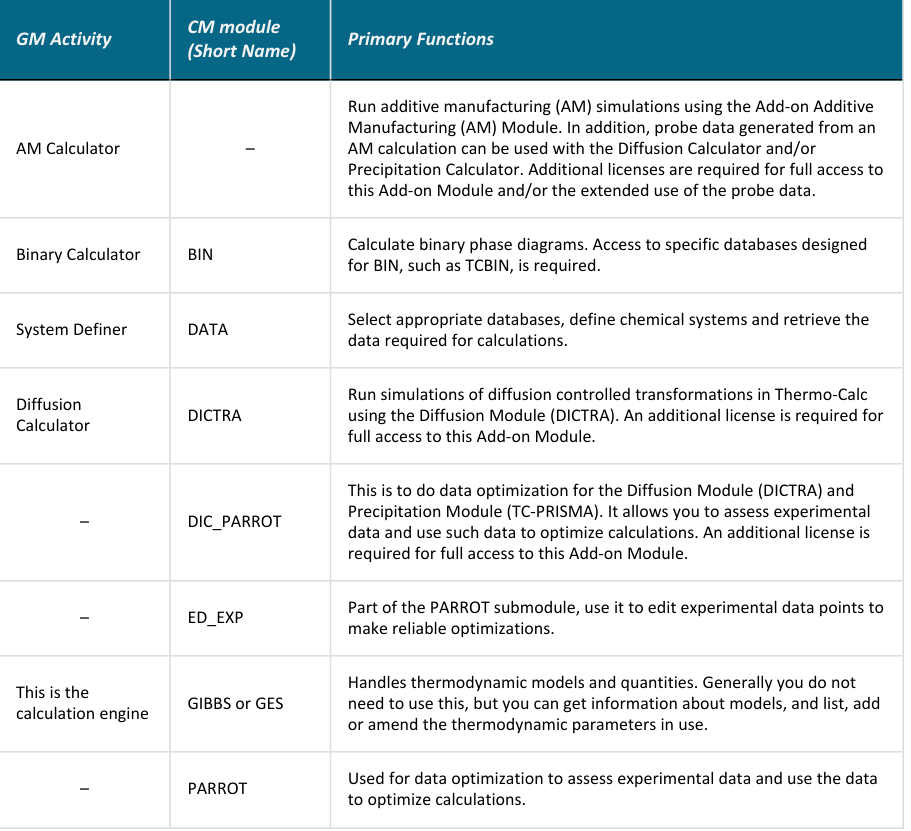 GM Activity
CM module
(Short Name)
Primary Functions
AM Calculator
–
Run additive manufacturing (AM) simulations using the Add-on Additive
Manufacturing (AM) Module. In addition, probe data generated from an
AM calculation can be used with the Diffusion Calculator and/or
Precipitation Calculator. Additional licenses are required for full access to
this Add-on Module and/or the extended use of the probe data.
Binary Calculator
BIN
Calculate binary phase diagrams. Access to specific databases designed
for BIN, such as TCBIN, is required.
System Definer
DATA
Select appropriate databases, define chemical systems and retrieve the
data required for calculations.
Diffusion
Calculator
DICTRA
Run simulations of diffusion controlled transformations in Thermo-Calc
using the Diffusion Module (DICTRA). An additional license is required for
full access to this Add-on Module.
–
DIC_PARROT
This is to do data optimization for the Diffusion Module (DICTRA) and
Precipitation Module (TC-PRISMA). It allows you to assess experimental
data and use such data to optimize calculations. An additional license is
required for full access to this Add-on Module.
–
ED_EXP
Part of the PARROT submodule, use it to edit experimental data points to
make reliable optimizations.
This is the
calculation engine
GIBBS or GES
Handles thermodynamic models and quantities. Generally you do not
need to use this, but you can get information about models, and list, add
or amend the thermodynamic parameters in use.
–
PARROT
Used for data optimization to assess experimental data and use the data
to optimize calculations.